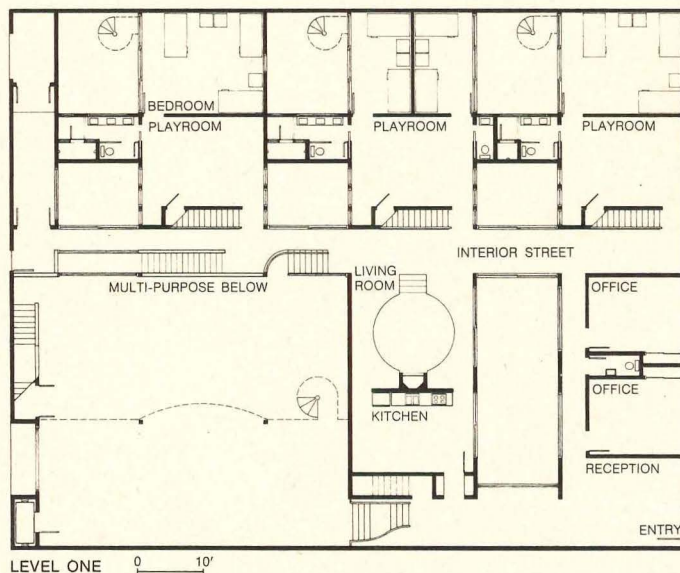 BEDROOM
PLAYROOM
PLAYROOM
PLAYROOM
INTERIOR STREET
LIVING
ROOM
MULTI-PURPOSE BELOW
OFFICE
OFFICE
KITCHEN
RECEPTION
ENTRY
LEVEL ONE
0 10'